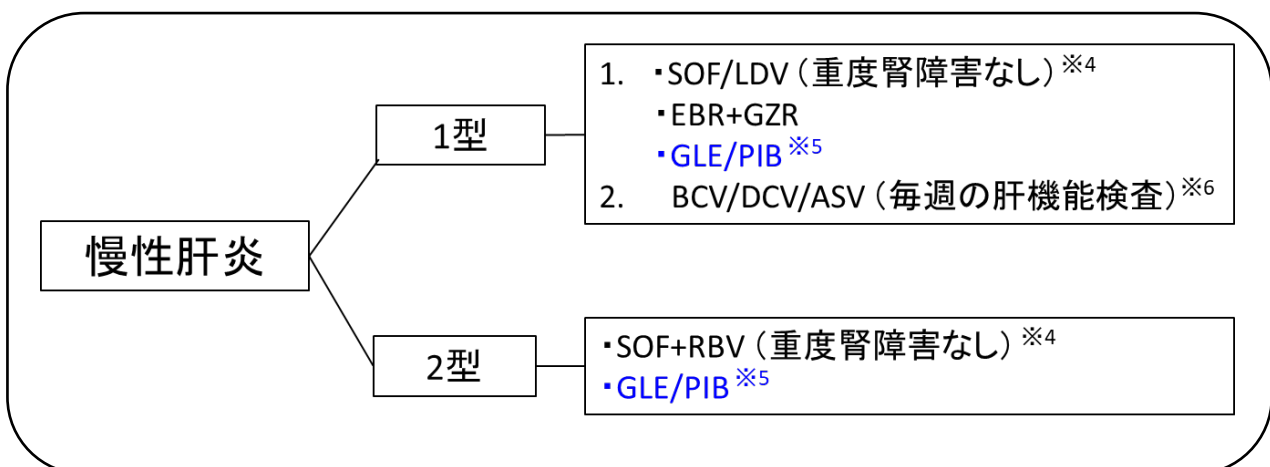 慢性肝炎
1型
1. ・SOF/LDV（重度腎障害なし）※4
・EBR+GZR
・GLE/PIB※5
2. BCV/DCV/ASV（毎週の肝機能検査）※6
2型
・SOF+RBV（重度腎障害なし）※4
・GLE/PIB※5